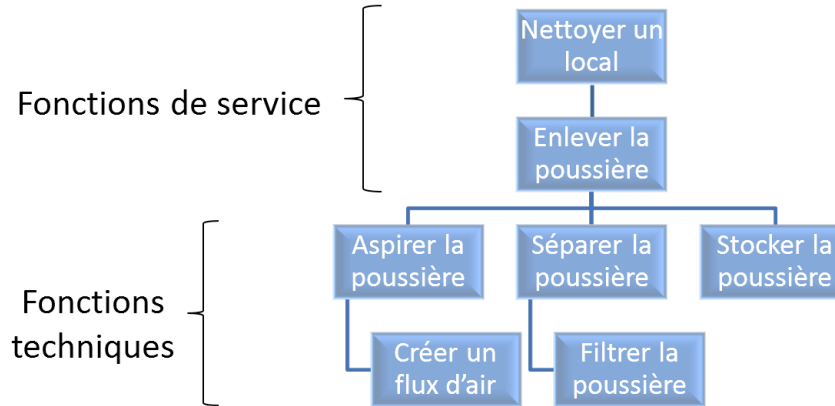 Nettoyer un
local
Fonctions de service
Enlever la
poussière
Aspirer la
poussière
Séparer la
poussière
Stocker la
poussière
Fonctions
techniques
Créer un
flux d’air
Filtrer la
poussière